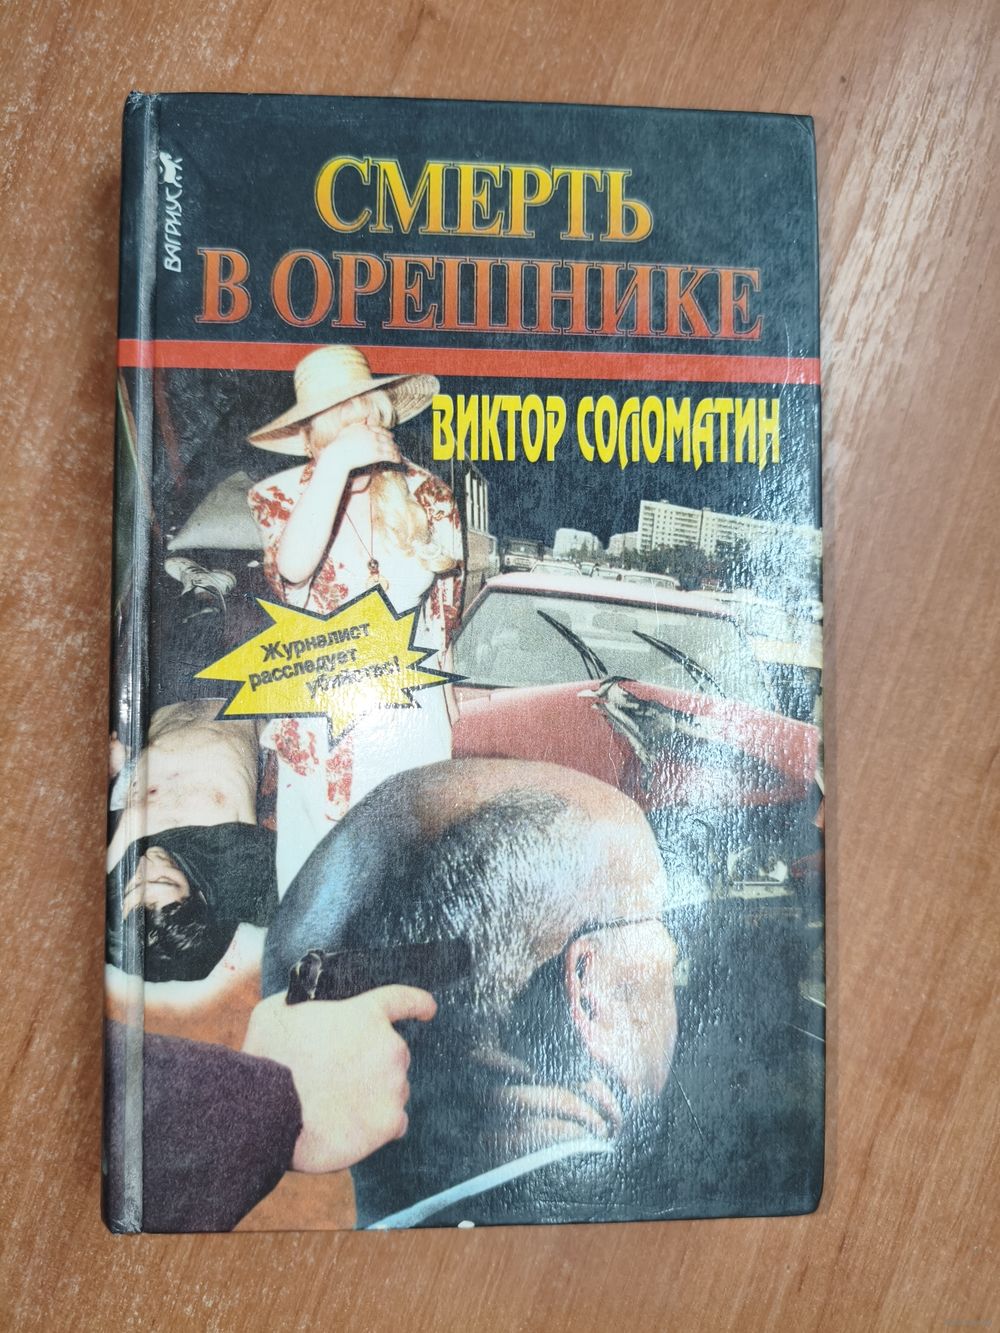 ВАГРИУС
СМЕРТЬ
В ОРЕШНИКЕ
ВИКТОР СОЛОМАТИН
Журналист
расследует
убийство!